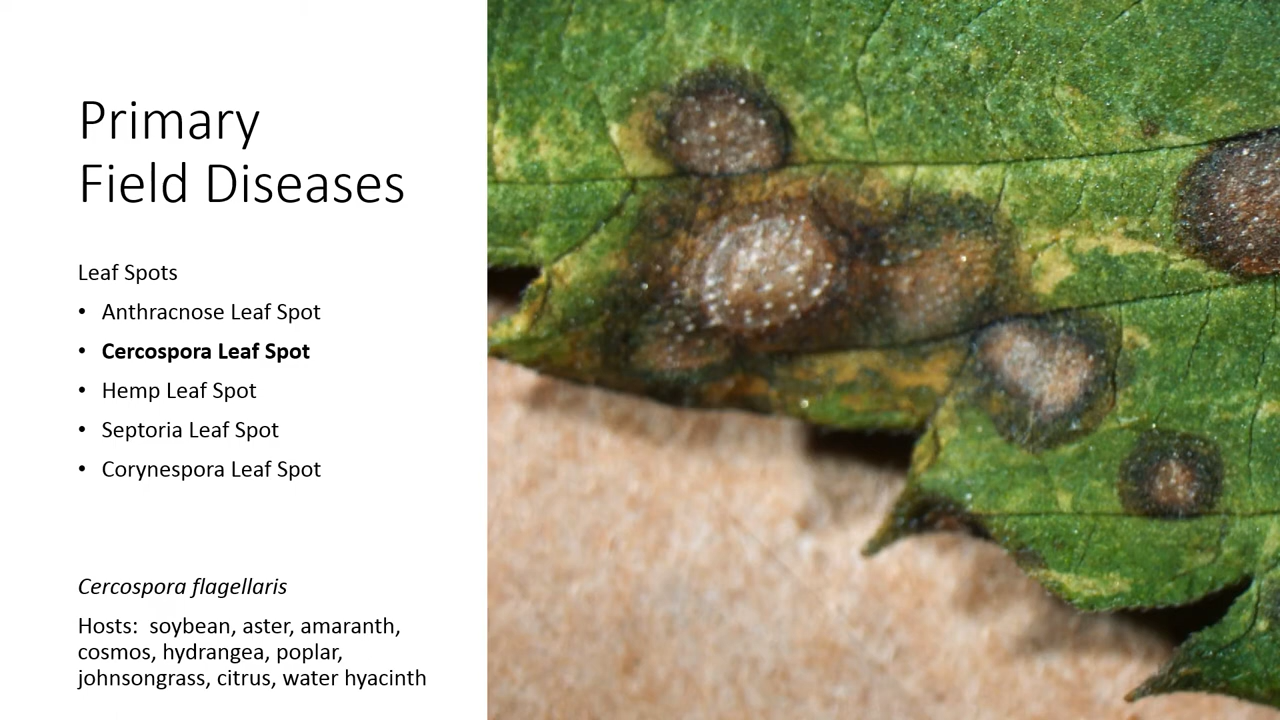 Primary
Field Diseases
Leaf Spots
• Anthracnose Leaf Spot
• Cercospora Leaf Spot
• Hemp Leaf Spot
• Septoria Leaf Spot
• Corynespora Leaf Spot
Cercospora flagellaris
Hosts:  soybean, aster, amaranth,
cosmos, hydrangea, poplar,
johnsongrass, citrus, water hyacinth